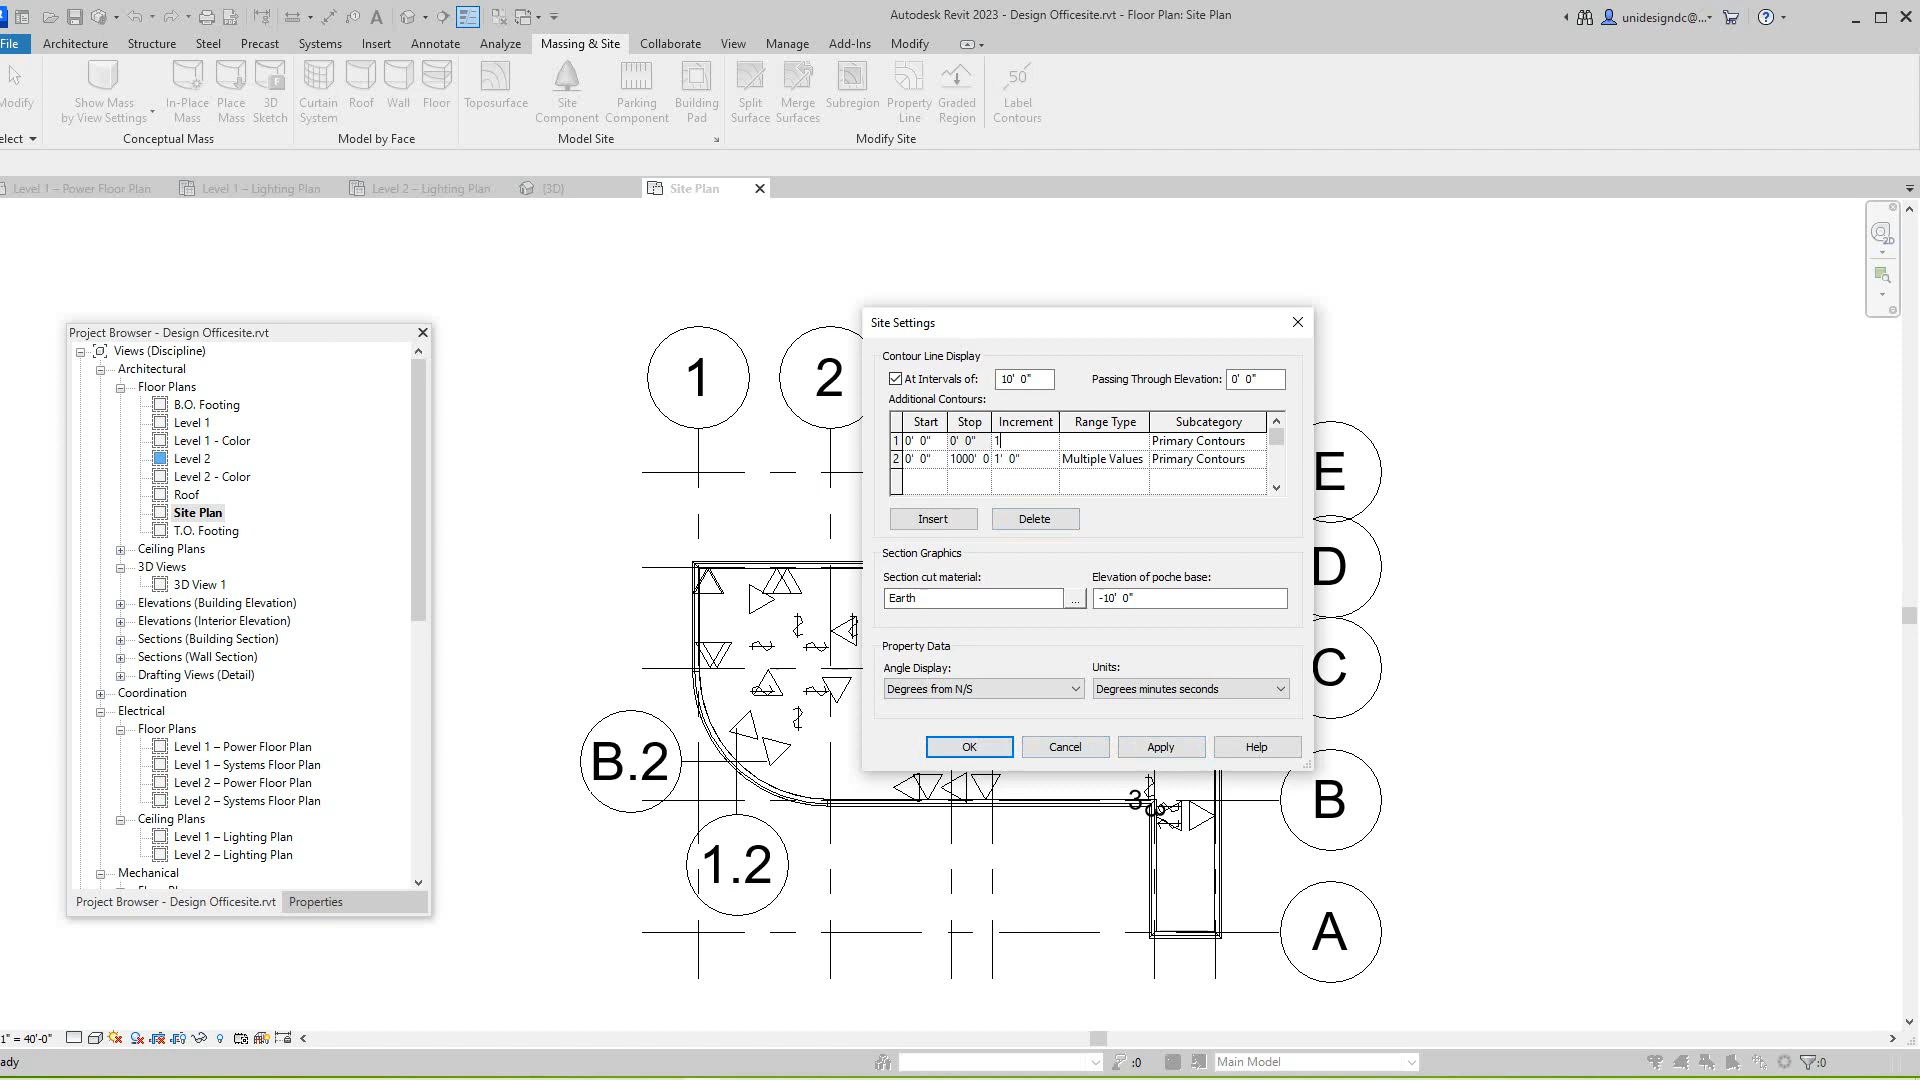 Autodesk Revit 2023 - Design Officesite.rvt - Floor Plan: Site Plan
unidesigndc@...
File Architecture Structure Steel Precast Systems Insert Annotate Analyze Massing & Site Collaborate View Manage Add-Ins Modify
Modify
Show Mass by View Settings
In-Place Mass
Place Mass
3D Sketch
Curtain System
Roof
Wall
Floor
Toposurface
Site Component
Parking Component
Building Pad
Split Surface
Merge Surfaces
Subregion
Property Line
Graded Region
50
Label Contours
elect Conceptual Mass Model by Face Model Site Modify Site
Level 1 – Power Floor Plan Level 1 – Lighting Plan Level 2 – Lighting Plan {3D} Site Plan
2D
Project Browser - Design Officesite.rvt
Views (Discipline)
Architectural
Floor Plans
B.O. Footing
Level 1
Level 1 - Color
Level 2
Level 2 - Color
Roof
Site Plan
T.O. Footing
Ceiling Plans
3D Views
3D View 1
Elevations (Building Elevation)
Elevations (Interior Elevation)
Sections (Building Section)
Sections (Wall Section)
Drafting Views (Detail)
Coordination
Electrical
Floor Plans
Level 1 – Power Floor Plan
Level 1 – Systems Floor Plan
Level 2 – Power Floor Plan
Level 2 – Systems Floor Plan
Ceiling Plans
Level 1 – Lighting Plan
Level 2 – Lighting Plan
Mechanical
Project Browser - Design Officesite.rvt Properties
1
2
B.2
1.2
E
D
C
B
A
3
3
Site Settings
Contour Line Display
At Intervals of: 10' 0" Passing Through Elevation: 0' 0"
Additional Contours:
Start Stop Increment Range Type Subcategory
1 0' 0" 0' 0" 1 Primary Contours
2 0' 0" 1000' 0 1' 0" Multiple Values Primary Contours
Insert Delete
Section Graphics
Section cut material: Elevation of poche base:
Earth ... -10' 0"
Property Data
Angle Display: Units:
Degrees from N/S Degrees minutes seconds
OK Cancel Apply Help
1" = 40'-0"
ady :0 Main Model :0